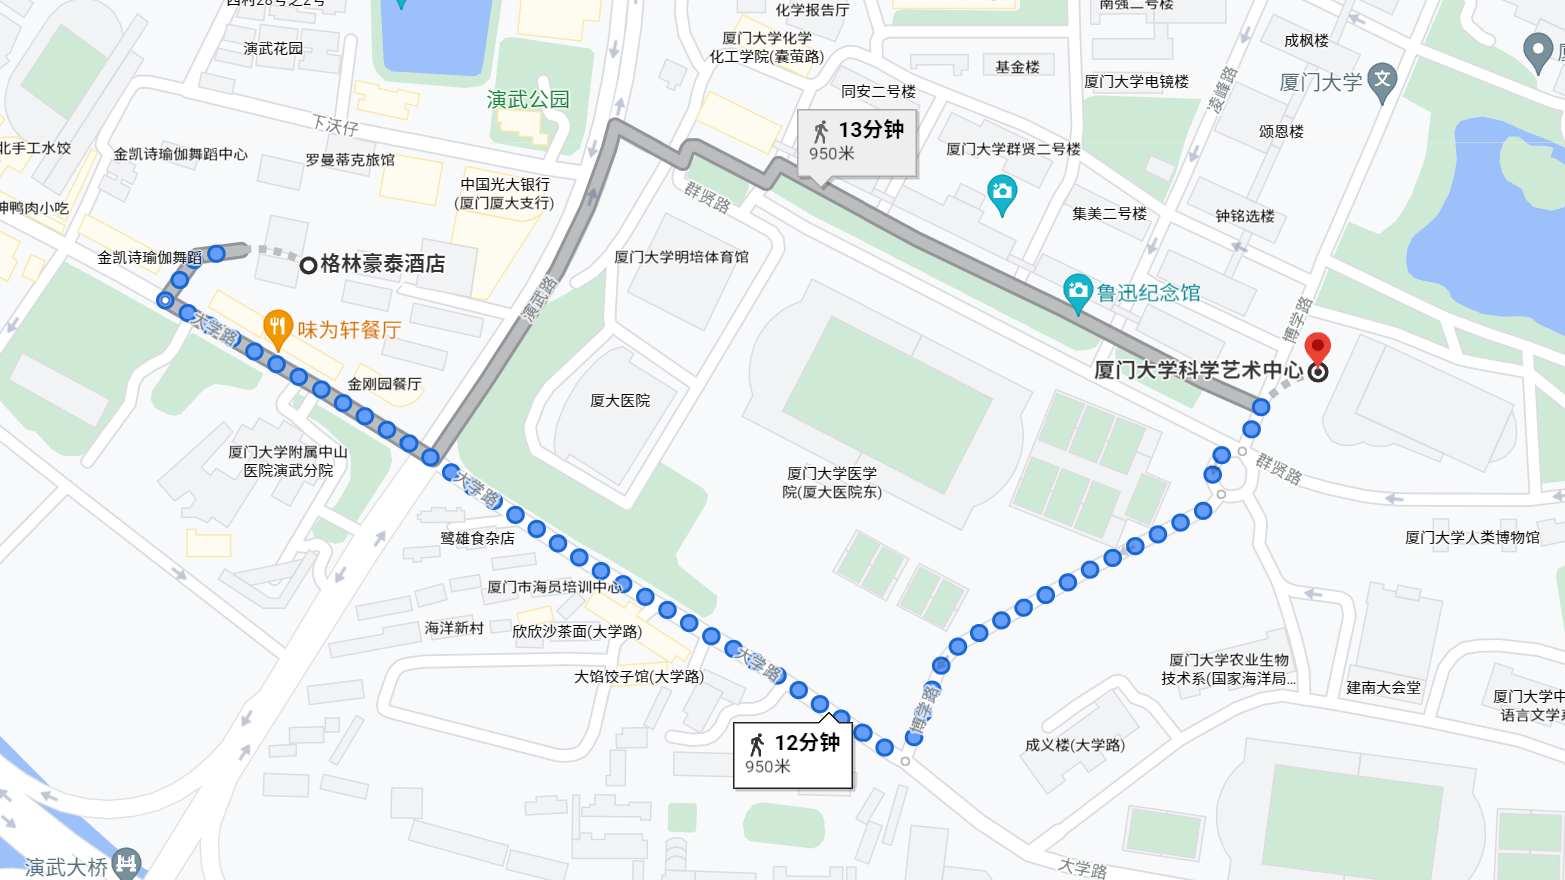 西村28号之2号
化学报告厅
南强二号楼
演武花园
厦门大学化学
化工学院(囊萤路)
基金楼
成枫楼
厦门大学
厦门大学电镜楼
凌峰路
演武公园
同安二号楼
下沃仔
颂恩楼
北手工水饺
金凯诗瑜伽舞蹈中心
罗曼蒂克旅馆
13分钟
950米
厦门大学群贤二号楼
中国光大银行
(厦门厦大支行)
群贤路
集美二号楼
钟铭选楼
坤鸭肉小吃
金凯诗瑜伽舞蹈
格林豪泰酒店
厦门大学明培体育馆
演武路
鲁迅纪念馆
博学路
大学路
味为轩餐厅
厦门大学科学艺术中心
金刚园餐厅
厦大医院
厦门大学附属中山
医院演武分院
厦门大学医学
院(厦大医院东)
群贤路
大学路
鹭雄食杂店
厦门大学人类博物馆
厦门市海员培训中心
海洋新村
欣欣沙茶面(大学路)
大馅饺子馆(大学路)
大学路
博学路
厦门大学农业生物
技术系(国家海洋局...
建南大会堂
厦门大学中
语言文学系
12分钟
950米
成义楼(大学路)
演武大桥
大学路